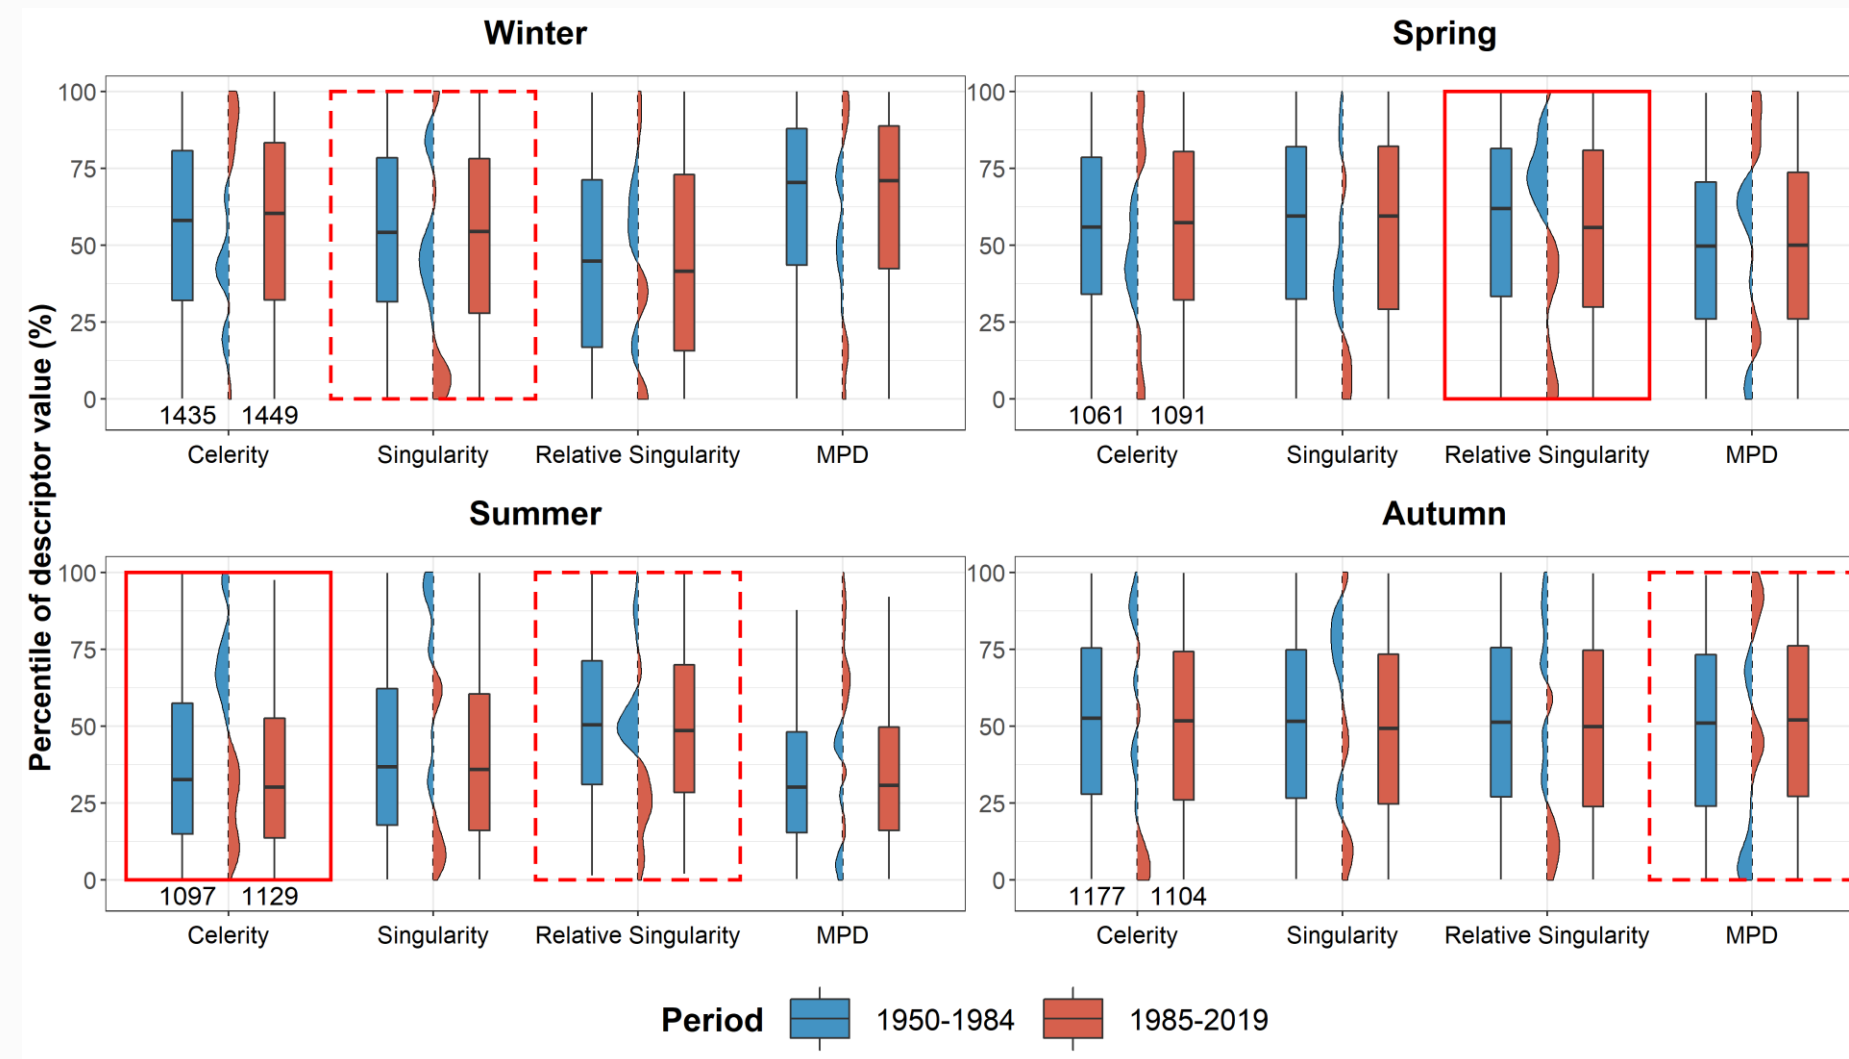 Winter
Spring
100
75
50
25
0
1435 1449
Celerity Singularity Relative Singularity MPD
100
75
50
25
0
1061 1091
Celerity Singularity Relative Singularity MPD
Percentile of descriptor value (%)
Summer
Autumn
100
75
50
25
0
1097 1129
Celerity Singularity Relative Singularity MPD
100
75
50
25
0
1177 1104
Celerity Singularity Relative Singularity MPD
Period 1950-1984 1985-2019